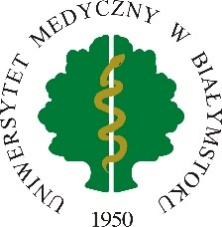 UNIWERSYTET MEDYCZNY W BIAŁYMSTOKU
1950